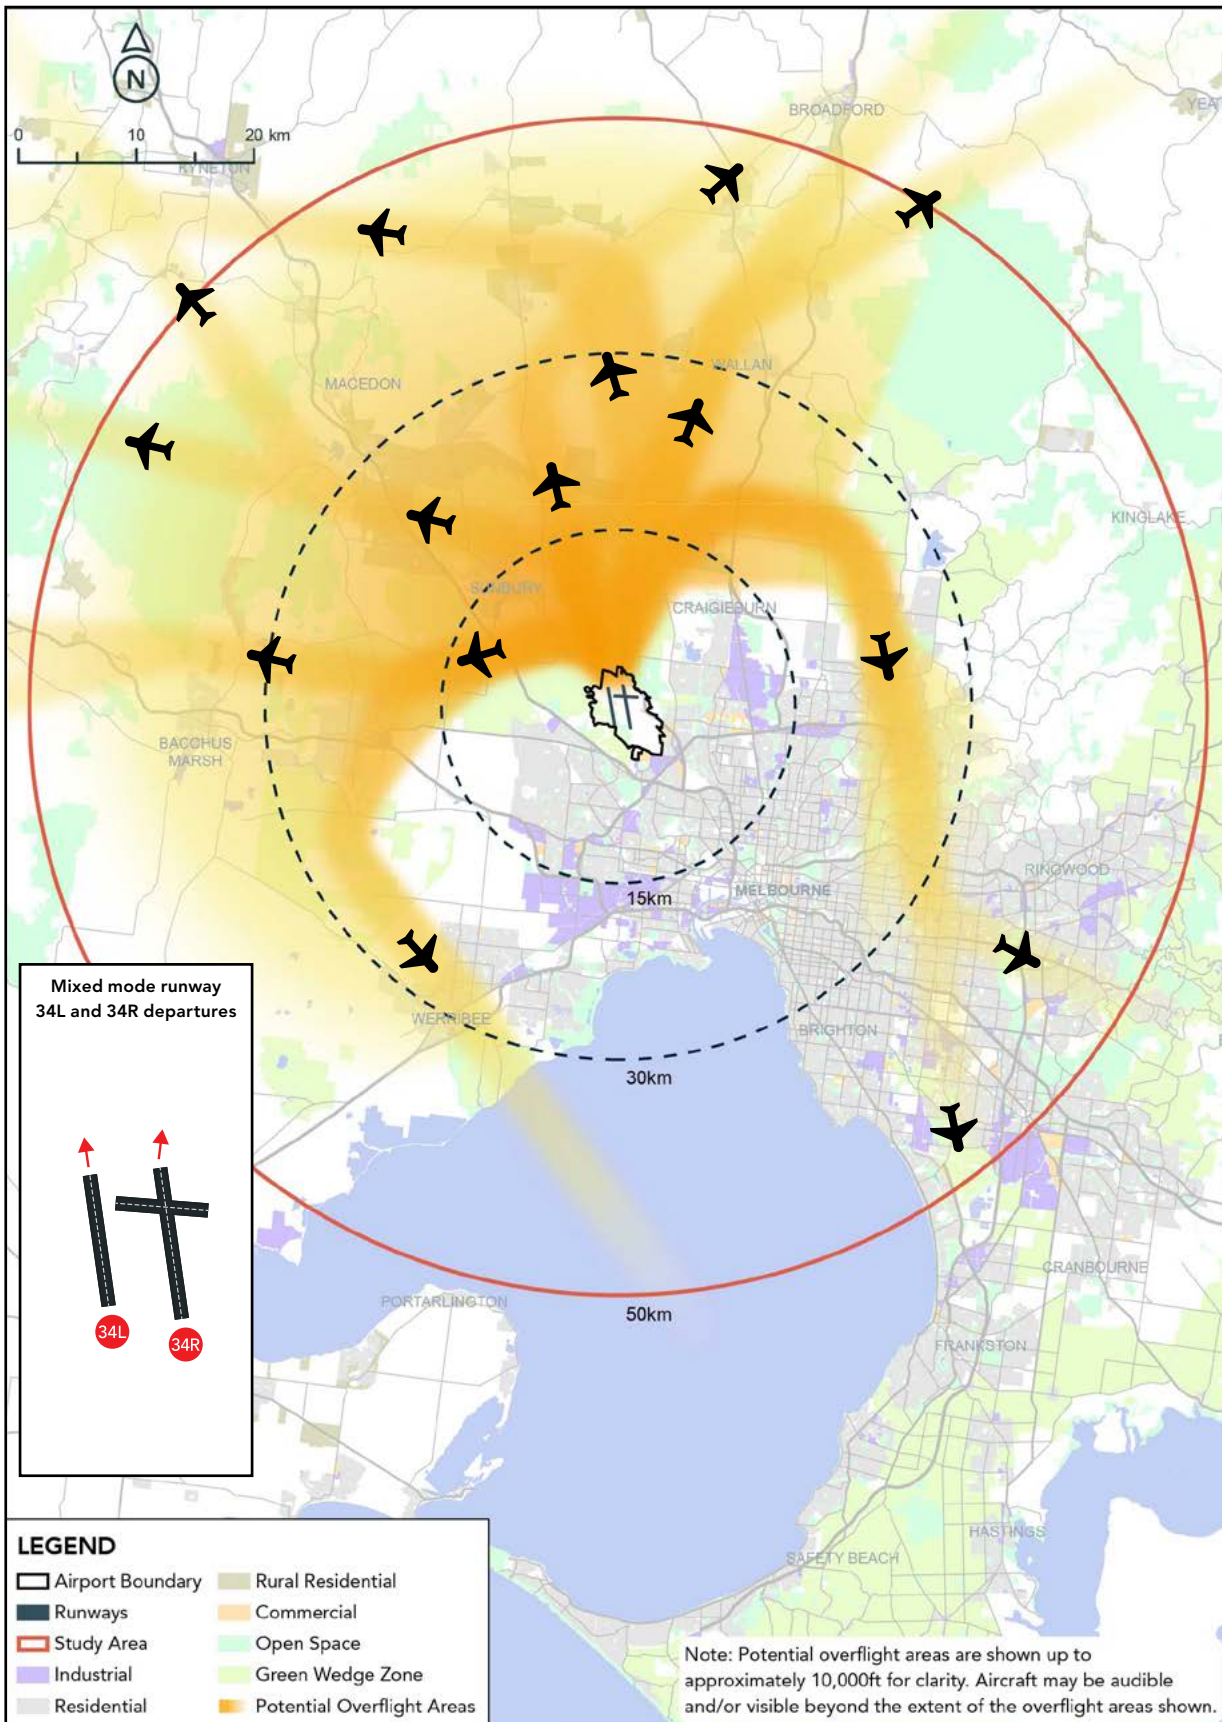 N
0 10 20 km
BROADFORD
YEA
KYNETON
WALLAN
MACEDON
KINGLAKE
SUNBURY
CRAIGIEBURN
BACCHUS
MARSH
RINGWOOD
MELBOURNE
15km
WERRIBEE
BRIGHTON
30km
Mixed mode runway
34L and 34R departures
34L
34R
CRANBOURNE
PORTARLINGTON
50km
FRANKSTON
HASTINGS
SAFETY BEACH
LEGEND
Airport Boundary
Runways
Study Area
Industrial
Residential
Rural Residential
Commercial
Open Space
Green Wedge Zone
Potential Overflight Areas
Note: Potential overflight areas are shown up to
approximately 10,000ft for clarity. Aircraft may be audible
and/or visible beyond the extent of the overflight areas shown.